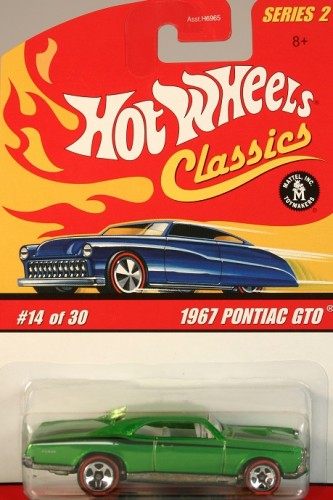 Asst.H6965
SERIES 2
8+
HOT WHEELS
Classics
MATTEL, INC.
M
TOYMAKERS
#14 of 30
1967 PONTIAC GTO®